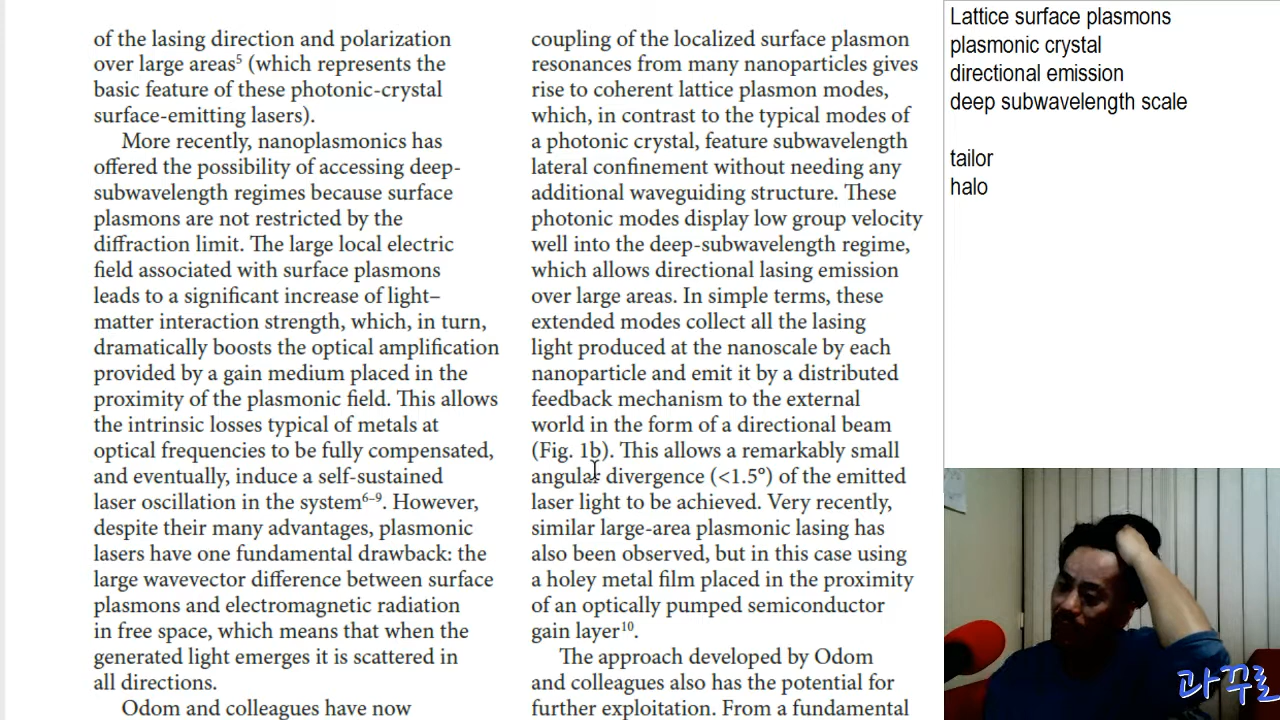 of the lasing direction and polarization
over large areas5 (which represents the
basic feature of these photonic-crystal
surface-emitting lasers).
More recently, nanoplasmonics has
offered the possibility of accessing deep-
subwavelength regimes because surface
plasmons are not restricted by the
diffraction limit. The large local electric
field associated with surface plasmons
leads to a significant increase of light–
matter interaction strength, which, in turn,
dramatically boosts the optical amplification
provided by a gain medium placed in the
proximity of the plasmonic field. This allows
the intrinsic losses typical of metals at
optical frequencies to be fully compensated,
and eventually, induce a self-sustained
laser oscillation in the system6–9. However,
despite their many advantages, plasmonic
lasers have one fundamental drawback: the
large wavevector difference between surface
plasmons and electromagnetic radiation
in free space, which means that when the
generated light emerges it is scattered in
all directions.
Odom and colleagues have now
coupling of the localized surface plasmon
resonances from many nanoparticles gives
rise to coherent lattice plasmon modes,
which, in contrast to the typical modes of
a photonic crystal, feature subwavelength
lateral confinement without needing any
additional waveguiding structure. These
photonic modes display low group velocity
well into the deep-subwavelength regime,
which allows directional lasing emission
over large areas. In simple terms, these
extended modes collect all the lasing
light produced at the nanoscale by each
nanoparticle and emit it by a distributed
feedback mechanism to the external
world in the form of a directional beam
(Fig. 1b). This allows a remarkably small
angular divergence (<1.5°) of the emitted
laser light to be achieved. Very recently,
similar large-area plasmonic lasing has
also been observed, but in this case using
a holey metal film placed in the proximity
of an optically pumped semiconductor
gain layer10.
The approach developed by Odom
and colleagues also has the potential for
further exploitation. From a fundamental
Lattice surface plasmons
plasmonic crystal
directional emission
deep subwavelength scale
tailor
halo
과꾸로